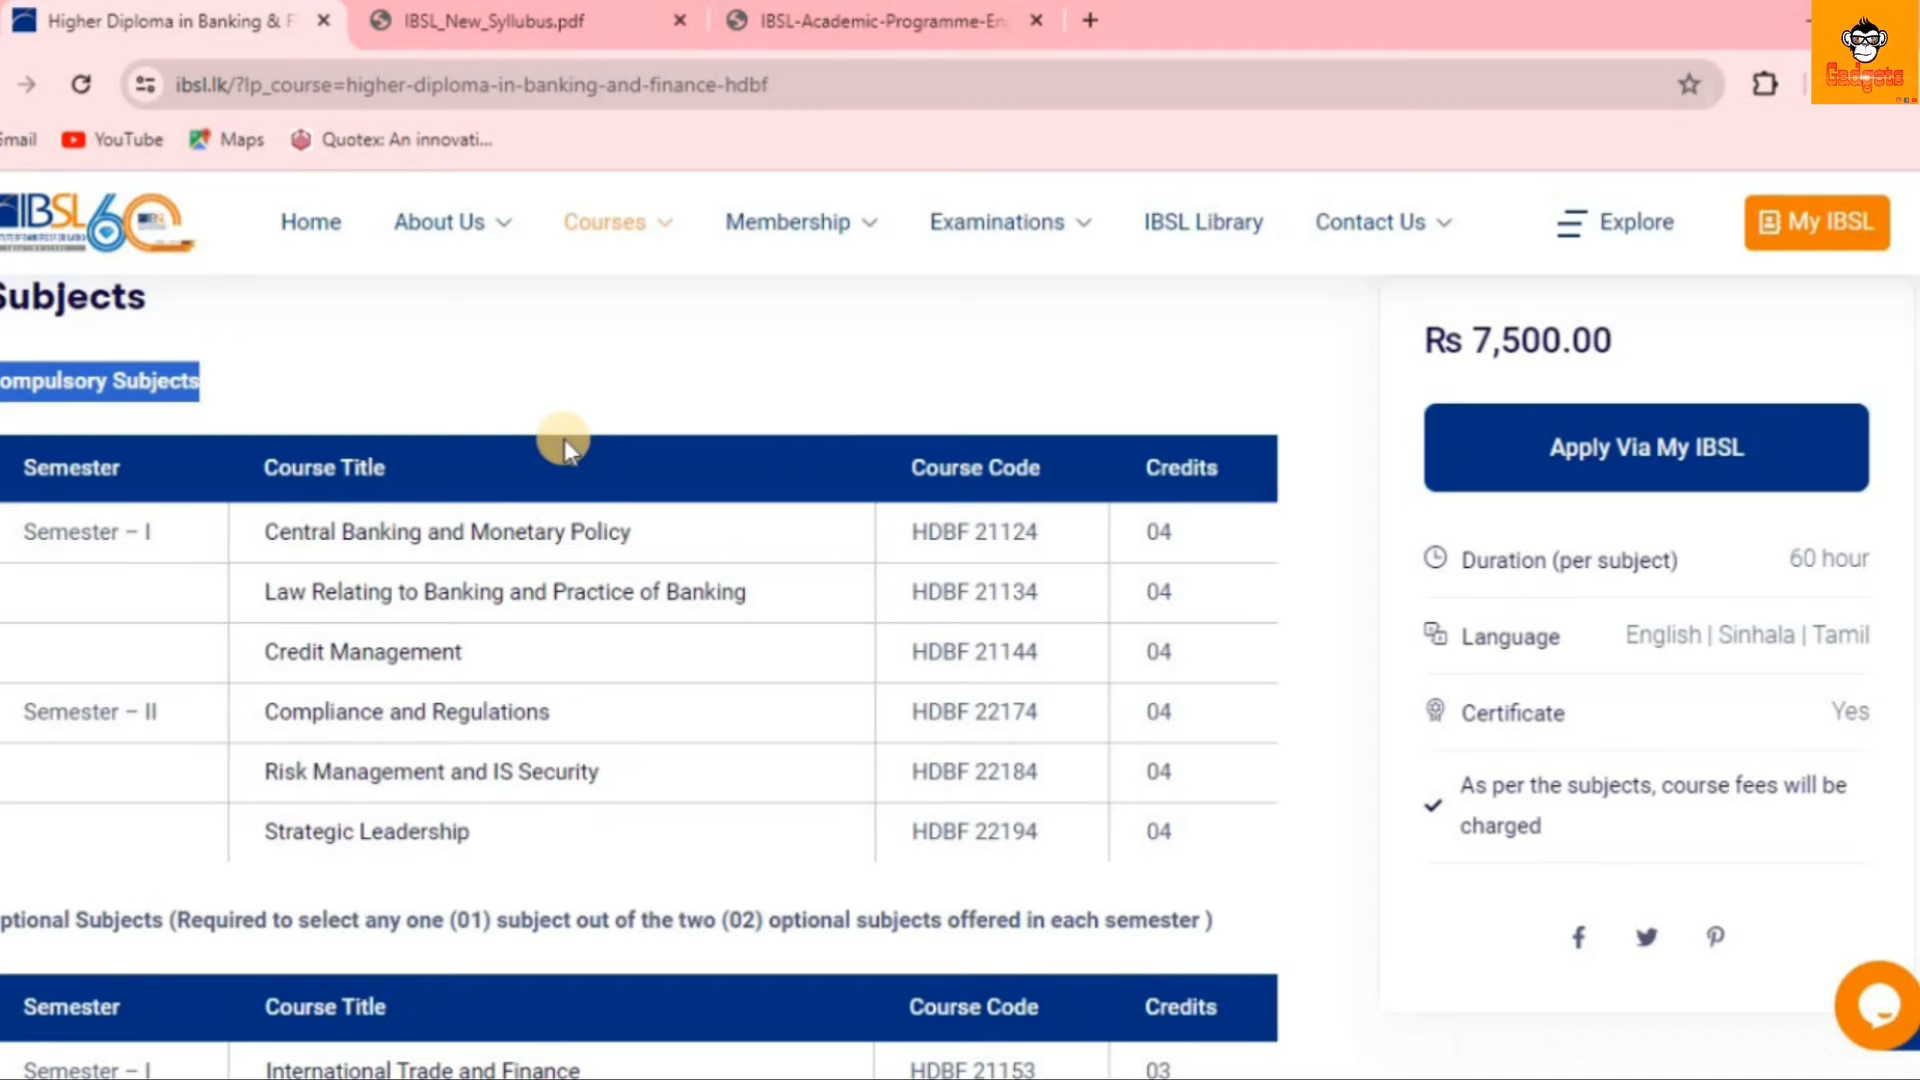 Higher Diploma in Banking & F
IBSL_New_Syllubus.pdf
IBSL-Academic-Programme-En
Gadgets
ibsl.lk/?lp_course=higher-diploma-in-banking-and-finance-hdbf
Gmail
YouTube
Maps
Quotex: An innovati...
IBSL 60
Home
About Us
Courses
Membership
Examinations
IBSL Library
Contact Us
Explore
My IBSL
Subjects
ompulsory Subjects
Semester Course Title Course Code Credits
Semester – I Central Banking and Monetary Policy HDBF 21124 04
Law Relating to Banking and Practice of Banking HDBF 21134 04
Credit Management HDBF 21144 04
Semester – II Compliance and Regulations HDBF 22174 04
Risk Management and IS Security HDBF 22184 04
Strategic Leadership HDBF 22194 04
ptional Subjects (Required to select any one (01) subject out of the two (02) optional subjects offered in each semester )
Semester Course Title Course Code Credits
Semester – I International Trade and Finance HDBF 21153 03
Rs 7,500.00
Apply Via My IBSL
Duration (per subject) 60 hour
Language English | Sinhala | Tamil
Certificate Yes
As per the subjects, course fees will be
charged